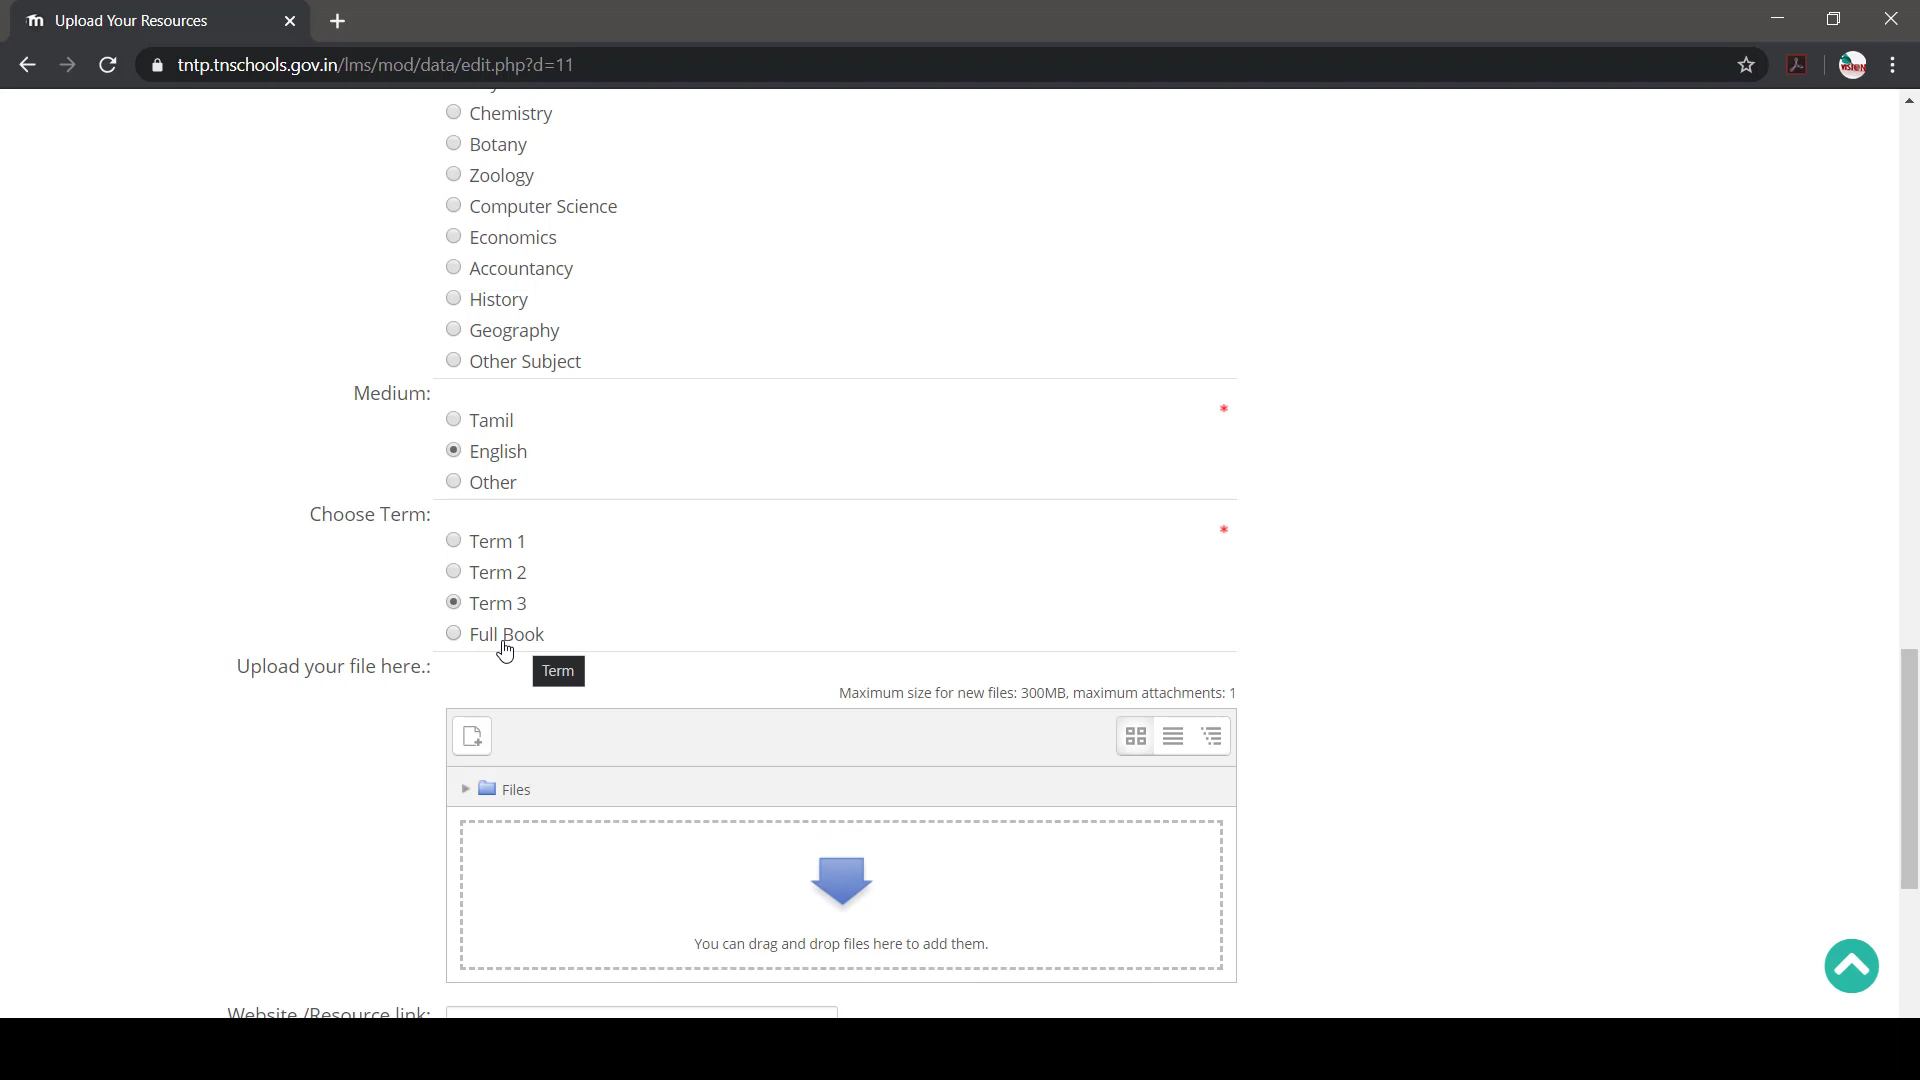 Upload Your Resources
tntp.tnschools.gov.in/lms/mod/data/edit.php?d=11
Chemistry
Botany
Zoology
Computer Science
Economics
Accountancy
History
Geography
Other Subject
Medium:
*
Tamil
English
Other
Choose Term:
*
Term 1
Term 2
Term 3
Full Book
Upload your file here.:
Term
Maximum size for new files: 300MB, maximum attachments: 1
Files
You can drag and drop files here to add them.
Website /Resource link: